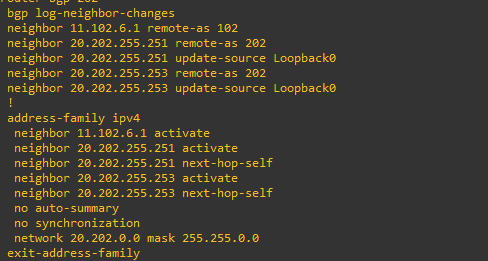 router bgp 202
bgp log-neighbor-changes
neighbor 11.102.6.1 remote-as 102
neighbor 20.202.255.251 remote-as 202
neighbor 20.202.255.251 update-source Loopback0
neighbor 20.202.255.253 remote-as 202
neighbor 20.202.255.253 update-source Loopback0
!
address-family ipv4
neighbor 11.102.6.1 activate
neighbor 20.202.255.251 activate
neighbor 20.202.255.251 next-hop-self
neighbor 20.202.255.253 activate
neighbor 20.202.255.253 next-hop-self
no auto-summary
no synchronization
network 20.202.0.0 mask 255.255.0.0
exit-address-family